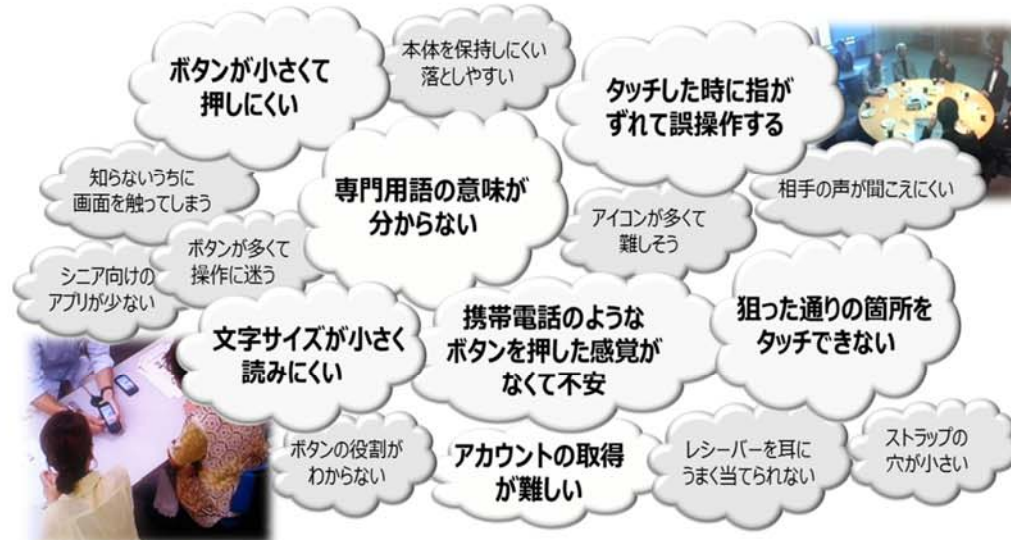 ボタンが小さくて
押しにくい
本体を保持しにくい
落としやすい
タッチした時に指が
ずれて誤操作する
知らないうちに
画面を触ってしまう
専門用語の意味が
分からない
アイコンが多くて
難しそう
相手の声が聞こえにくい
シニア向けの
アプリが少ない
ボタンが多くて
操作に迷う
文字サイズが小さく
読みにくい
携帯電話のような
ボタンを押した感覚が
なくて不安
狙った通りの箇所を
タッチできない
ボタンの役割が
わからない
アカウントの取得
が難しい
レシーバーを耳に
うまく当てられない
ストラップの
穴が小さい